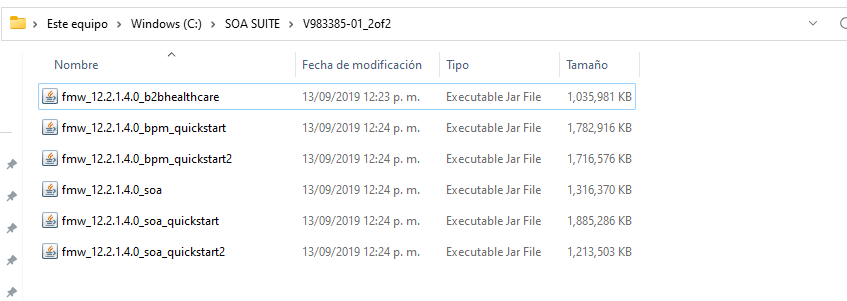 Este equipo > Windows (C:) > SOA SUITE > V983385-01_2of2
Nombre Fecha de modificación Tipo Tamaño
fmw_12.2.1.4.0_b2bhealthcare 13/09/2019 12:23 p. m. Executable Jar File 1,035,981 KB
fmw_12.2.1.4.0_bpm_quickstart 13/09/2019 12:24 p. m. Executable Jar File 1,782,916 KB
fmw_12.2.1.4.0_bpm_quickstart2 13/09/2019 12:24 p. m. Executable Jar File 1,716,576 KB
fmw_12.2.1.4.0_soa 13/09/2019 12:24 p. m. Executable Jar File 1,316,370 KB
fmw_12.2.1.4.0_soa_quickstart 13/09/2019 12:24 p. m. Executable Jar File 1,885,286 KB
fmw_12.2.1.4.0_soa_quickstart2 13/09/2019 12:24 p. m. Executable Jar File 1,213,503 KB